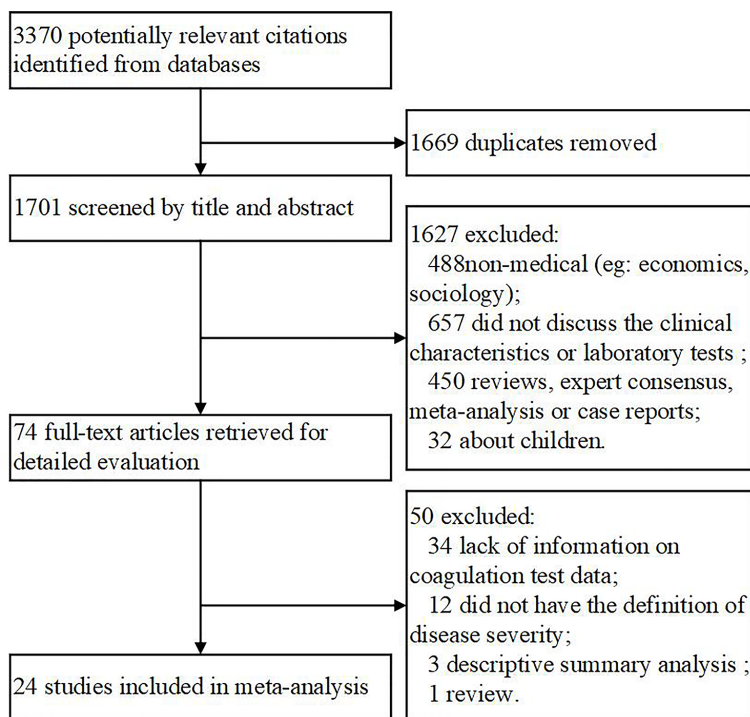 3370 potentially relevant citations
identified from databases
1669 duplicates removed
1701 screened by title and abstract
1627 excluded:
488non-medical (eg: economics,
sociology);
657 did not discuss the clinical
characteristics or laboratory tests ;
450 reviews, expert consensus,
meta-analysis or case reports;
32 about children.
74 full-text articles retrieved for
detailed evaluation
50 excluded:
34 lack of information on
coagulation test data;
12 did not have the definition of
disease severity;
3 descriptive summary analysis ;
1 review.
24 studies included in meta-analysis